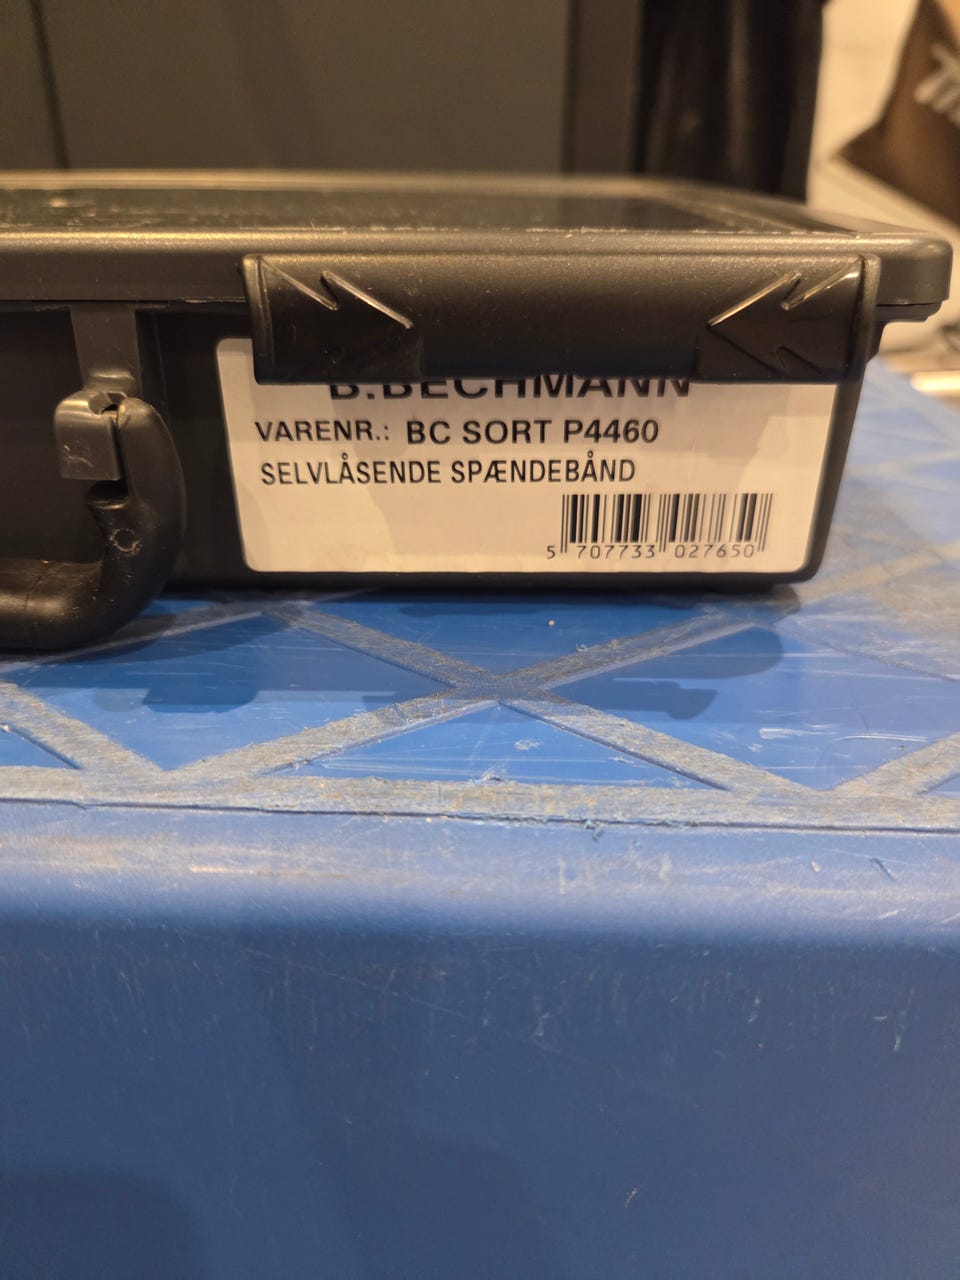 B.BECHMANN
VARENR.: BC SORT P4460
SELVLÅSENDE SPÆNDEBÅND
5 707733 027650